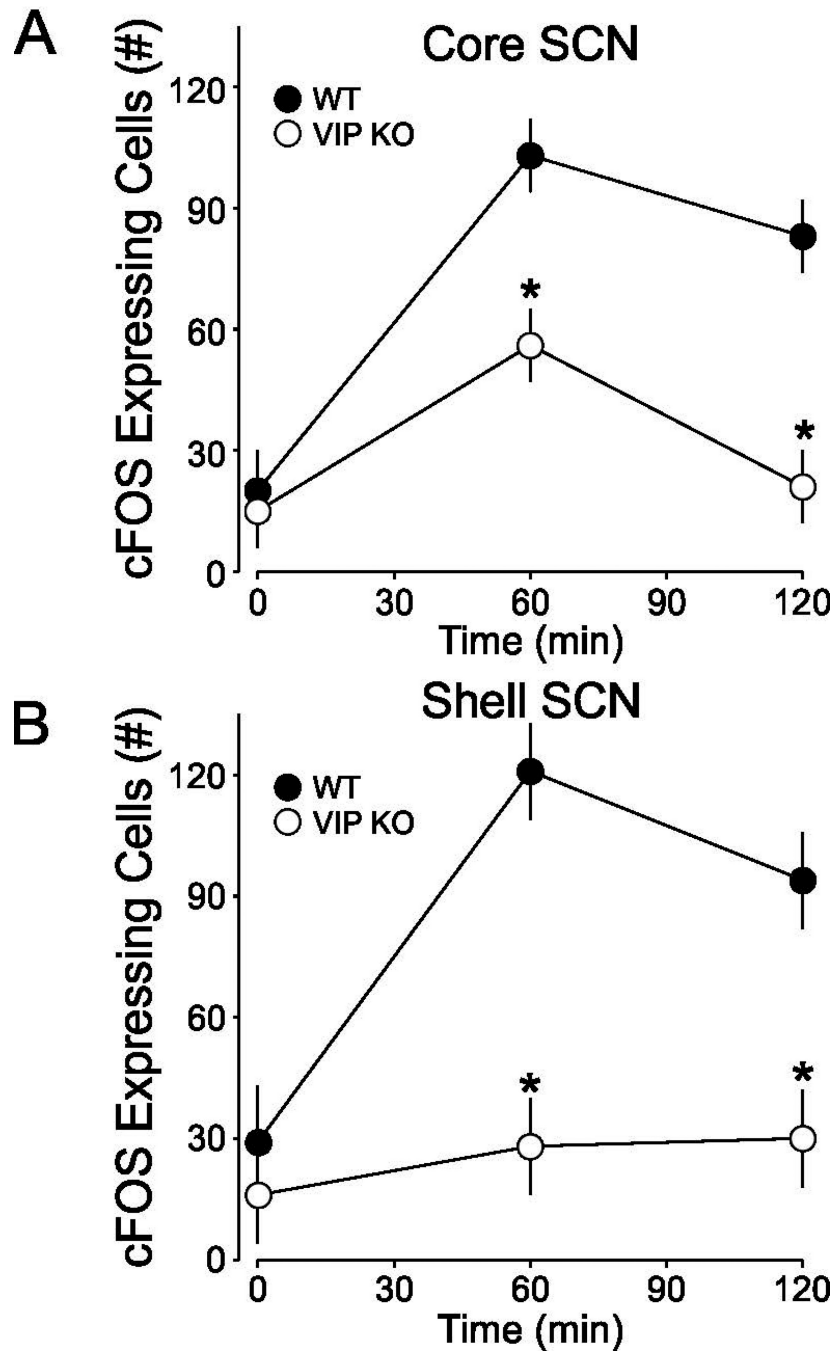 A
Core SCN
cFOS Expressing Cells (#)
120
90
60
30
0
WT
VIP KO
*
*
0 30 60 90 120
Time (min)
B
Shell SCN
cFOS Expressing Cells (#)
120
90
60
30
0
WT
VIP KO
*
*
0 30 60 90 120
Time (min)